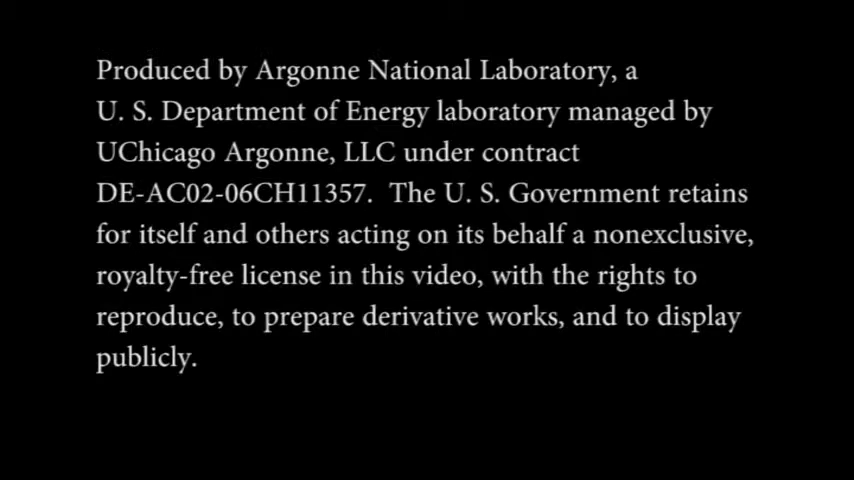 Produced by Argonne National Laboratory, a
U. S. Department of Energy laboratory managed by
UChicago Argonne, LLC under contract
DE-AC02-06CH11357.  The U. S. Government retains
for itself and others acting on its behalf a nonexclusive,
royalty-free license in this video, with the rights to
reproduce, to prepare derivative works, and to display
publicly.